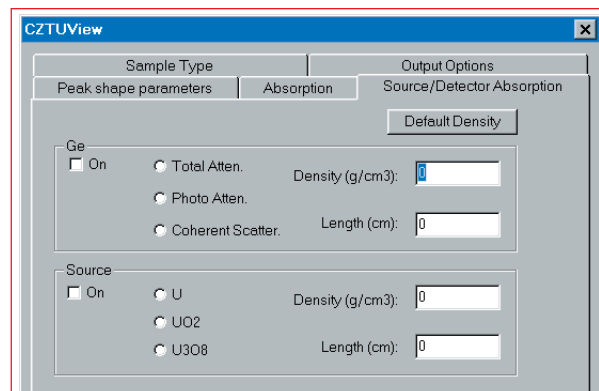 CZTUView
Sample Type
Output Options
Peak shape parameters
Absorption
Source/Detector Absorption
Default Density
Ge
On
Total Atten.
Photo Atten.
Coherent Scatter.
Density (g/cm3):
0
Length (cm):
0
Source
On
U
UO2
U3O8
Density (g/cm3):
0
Length (cm):
0